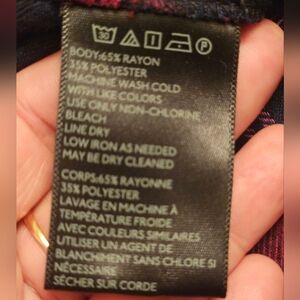 30
P
BODY:65% RAYON
35% POLYESTER
MACHINE WASH COLD
WITH LIKE COLORS
USE ONLY NON-CHLORINE
BLEACH
LINE DRY
LOW IRON AS NEEDED
MAY BE DRY CLEANED
CORPS:65% RAYONNE
35% POLYESTER
LAVAGE EN MACHINE À
TEMPÉRATURE FROIDE
AVEC COULEURS SIMILAIRES
UTILISER UN AGENT DE
BLANCHIMENT SANS CHLORE SI
NÉCESSAIRE
SÉCHER SUR CORDE